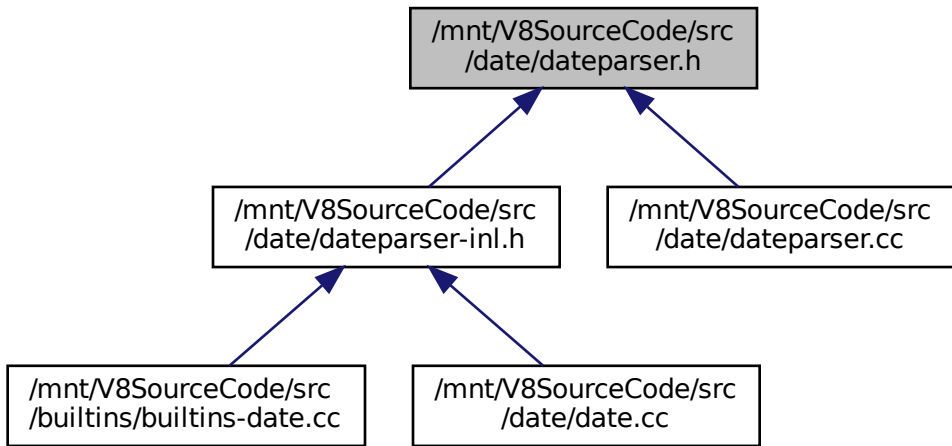 /mnt/V8SourceCode/src
/date/dateparser.h
/mnt/V8SourceCode/src
/date/dateparser-inl.h
/mnt/V8SourceCode/src
/date/dateparser.cc
/mnt/V8SourceCode/src
/builtins/builtins-date.cc
/mnt/V8SourceCode/src
/date/date.cc